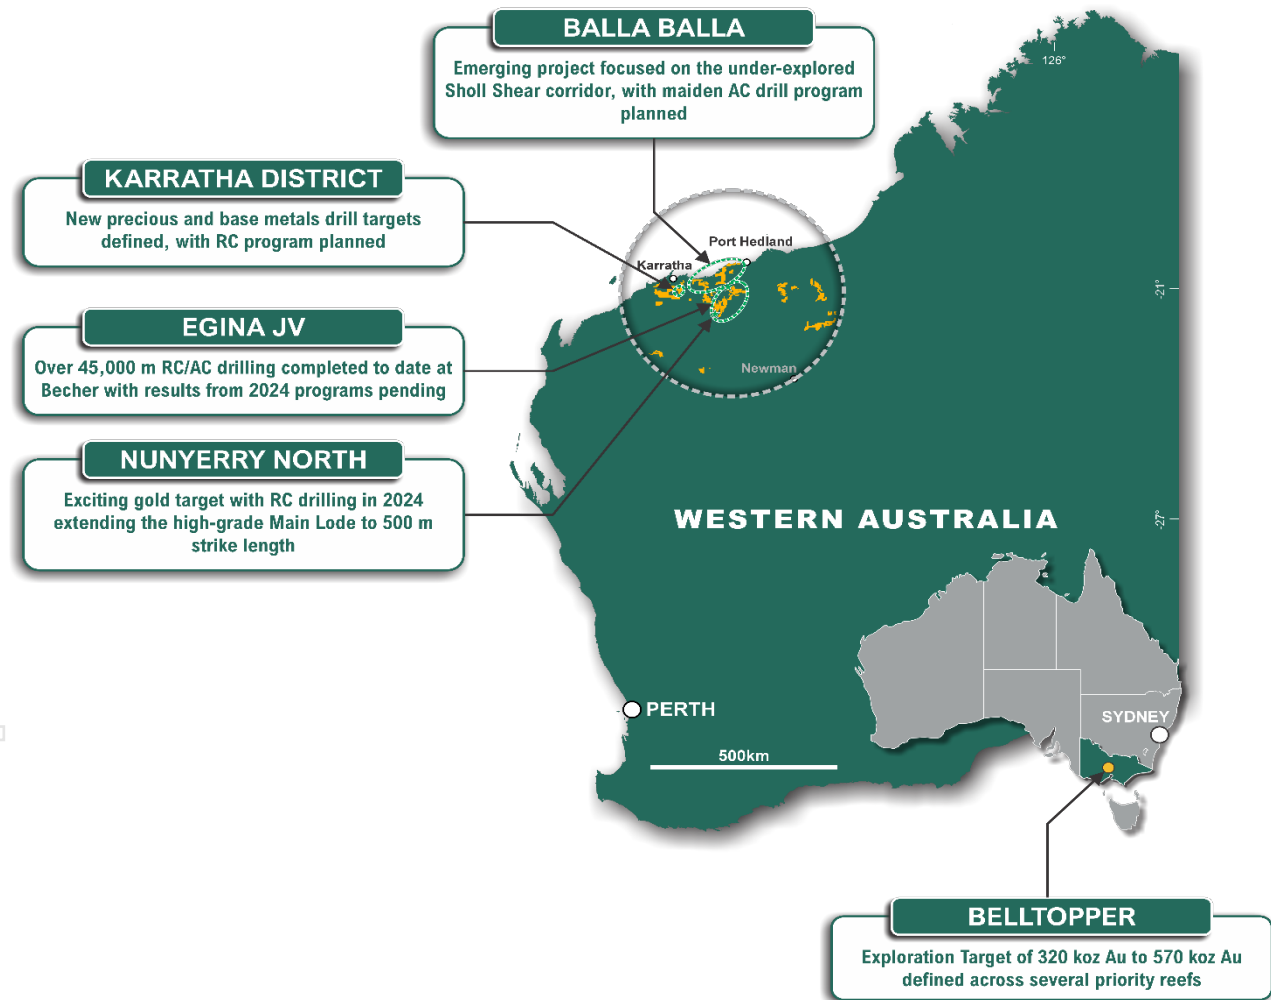 BALLA BALLA
Emerging project focused on the under-explored
Sholl Shear corridor, with maiden AC drill program
planned
126°
KARRATHA DISTRICT
New precious and base metals drill targets
defined, with RC program planned
Port Hedland
Karratha
-21°
EGINA JV
Over 45,000 m RC/AC drilling completed to date at
Becher with results from 2024 programs pending
Newman
NUNYERRY NORTH
Exciting gold target with RC drilling in 2024
extending the high-grade Main Lode to 500 m
strike length
WESTERN AUSTRALIA
-27°
PERTH
SYDNEY
500km
BELLTOPPER
Exploration Target of 320 koz Au to 570 koz Au
defined across several priority reefs